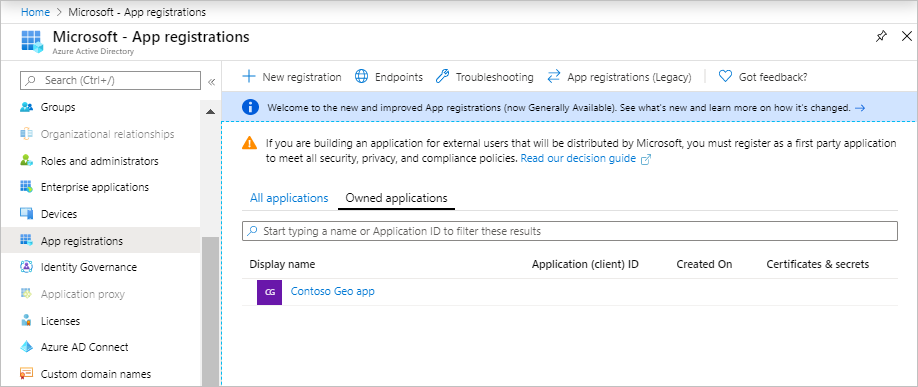 Home > Microsoft - App registrations
Microsoft - App registrations
Azure Active Directory
Search (Ctrl+/)
Groups
Organizational relationships
Roles and administrators
Enterprise applications
Devices
App registrations
Identity Governance
Application proxy
Licenses
Azure AD Connect
Custom domain names
New registration Endpoints Troubleshooting App registrations (Legacy) Got feedback?
Welcome to the new and improved App registrations (now Generally Available). See what's new and learn more on how it's changed. →
If you are building an application for external users that will be distributed by Microsoft, you must register as a first party application
to meet all security, privacy, and compliance policies. Read our decision guide
All applications Owned applications
Start typing a name or Application ID to filter these results
Display name Application (client) ID Created On Certificates & secrets
CG Contoso Geo app